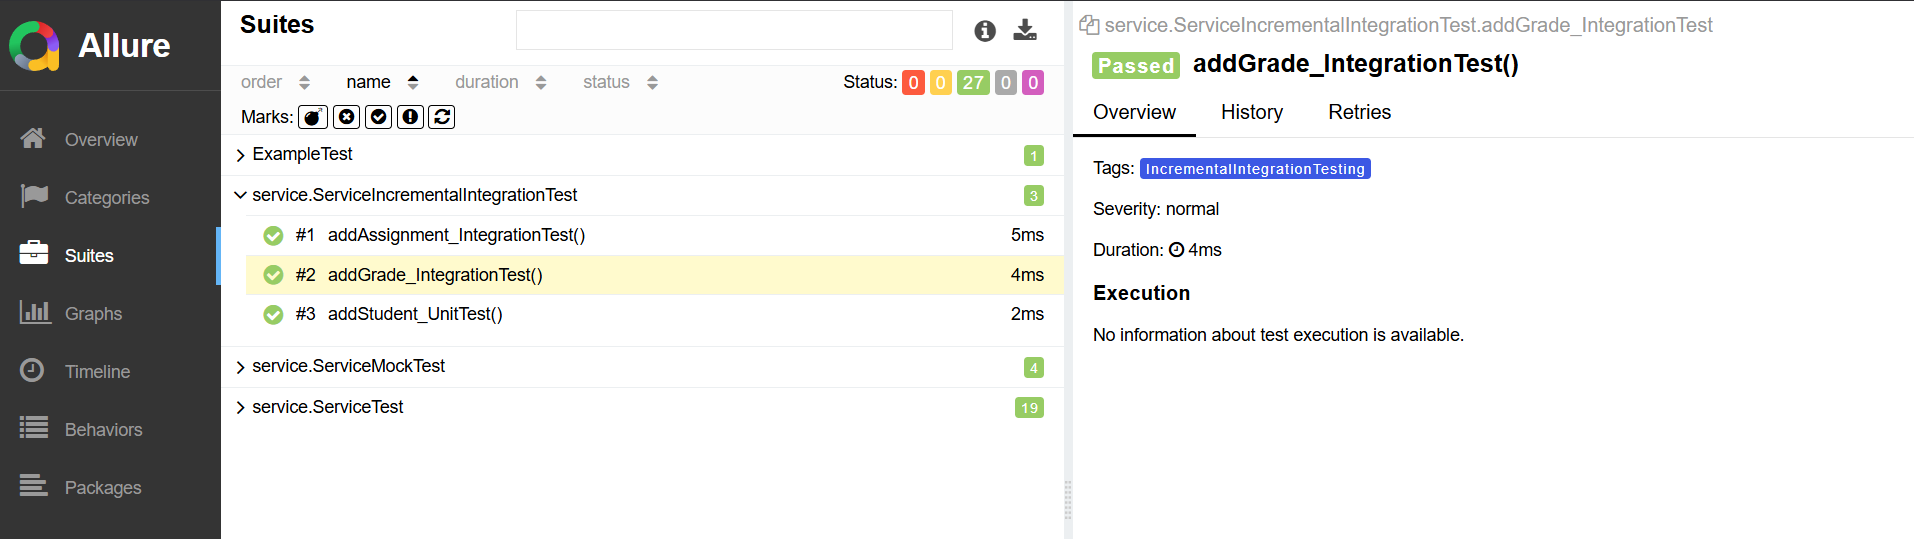 Allure
Overview
Categories
Suites
Graphs
Timeline
Behaviors
Packages
Suites
order name duration status Status: 0 0 27 0 0
Marks:
ExampleTest 1
service.ServiceIncrementalIntegrationTest 3
#1 addAssignment_IntegrationTest() 5ms
#2 addGrade_IntegrationTest() 4ms
#3 addStudent_UnitTest() 2ms
service.ServiceMockTest 4
service.ServiceTest 19
service.ServiceIncrementalIntegrationTest.addGrade_IntegrationTest
Passed addGrade_IntegrationTest()
Overview History Retries
Tags: IncrementalIntegrationTesting
Severity: normal
Duration: 4ms
Execution
No information about test execution is available.